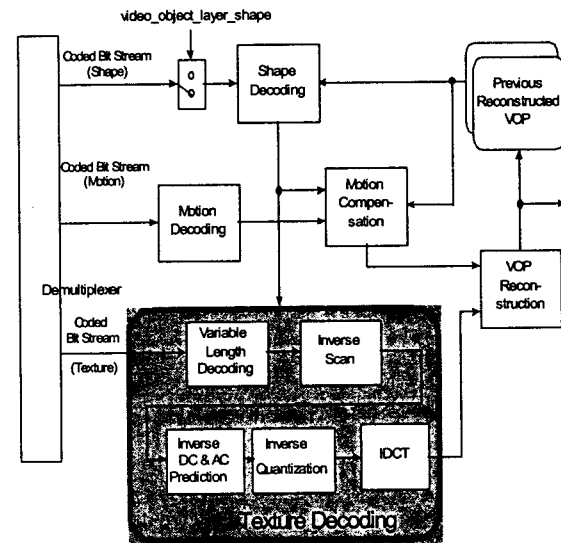 video_object_layer_shape
Coded Bit Stream
(Shape)
Shape
Decoding
Previous
Reconstructed
VOP
Coded Bit Stream
(Motion)
Motion
Decoding
Motion
Compen-
sation
VOP
Recon-
struction
Demultiplexer
Coded
Bit Stream
(Texture)
Variable
Length
Decoding
Inverse
Scan
Inverse
DC & AC
Prediction
Inverse
Quantization
IDCT
Texture Decoding